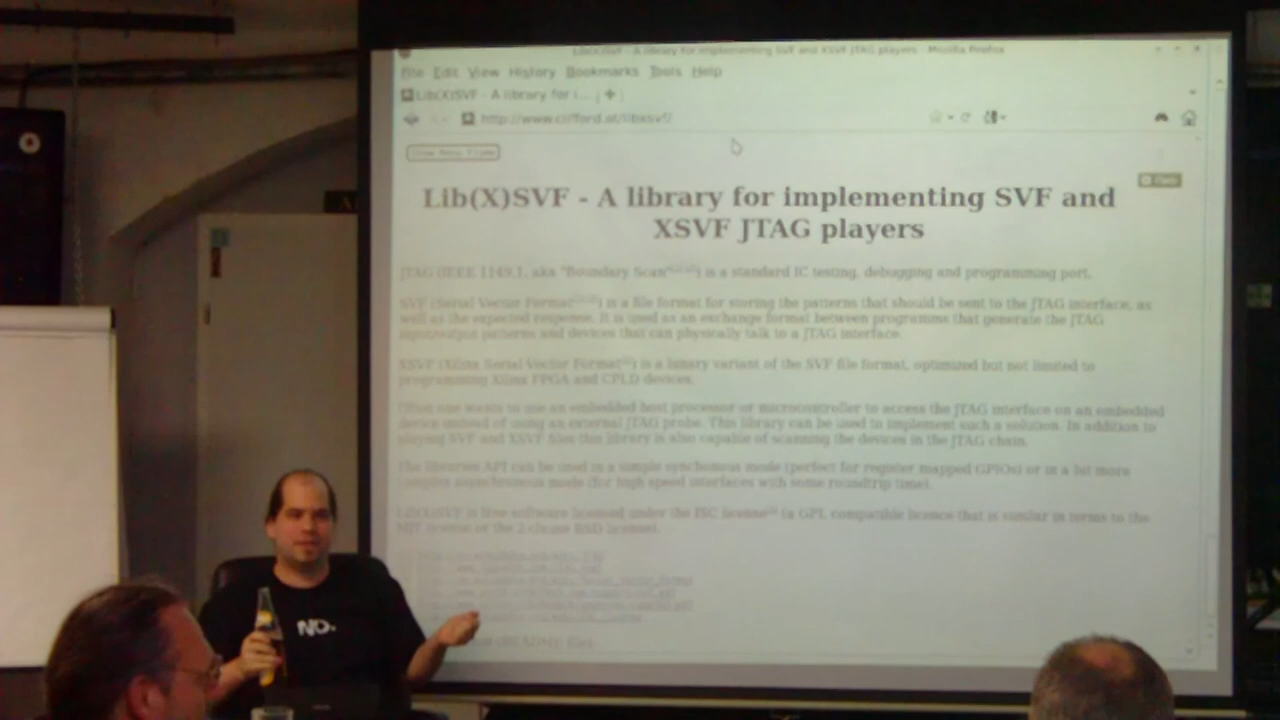 Lib(X)SVF - A library for implementing SVF and XSVF JTAG players - Mozilla Firefox
File Edit View History Bookmarks Tools Help
Lib(X)SVF - A library for i...
http://www.clifford.at/libxsvf/
Lib(X)SVF - A library for implementing SVF and
XSVF JTAG players
JTAG (IEEE 1149.1, aka "Boundary Scan") is a standard IC testing, debugging and programming port.
SVF (Serial Vector Format) is a file format for storing the patterns that should be sent to the JTAG interface, as
well as the expected response. It is used as an exchange format between programms that generate the JTAG
input/output patterns and devices that can physically talk to a JTAG interface.
XSVF (Xilinx Serial Vector Format) is a binary variant of the SVF file format, optimized but not limited to
programming Xilinx FPGA and CPLD devices.
Often one wants to use an embedded host processor or microcontroller to access the JTAG interface on an embedded
device instead of using an external JTAG probe. This library can be used to implement such a solution. In addition to
playing SVF and XSVF files this library is also capable of scanning the devices in the JTAG chain.
The libraries API can be used in a simple synchonous mode (perfect for register mapped GPIOs) or in a bit more
complex asynchronous mode (for high speed interfaces with some roundtrip time).
Lib(X)SVF is free software licensed under the ISC license (a GPL compatible licence that is similar in terms to the
MIT license or the 2-clause BSD license).
NO.